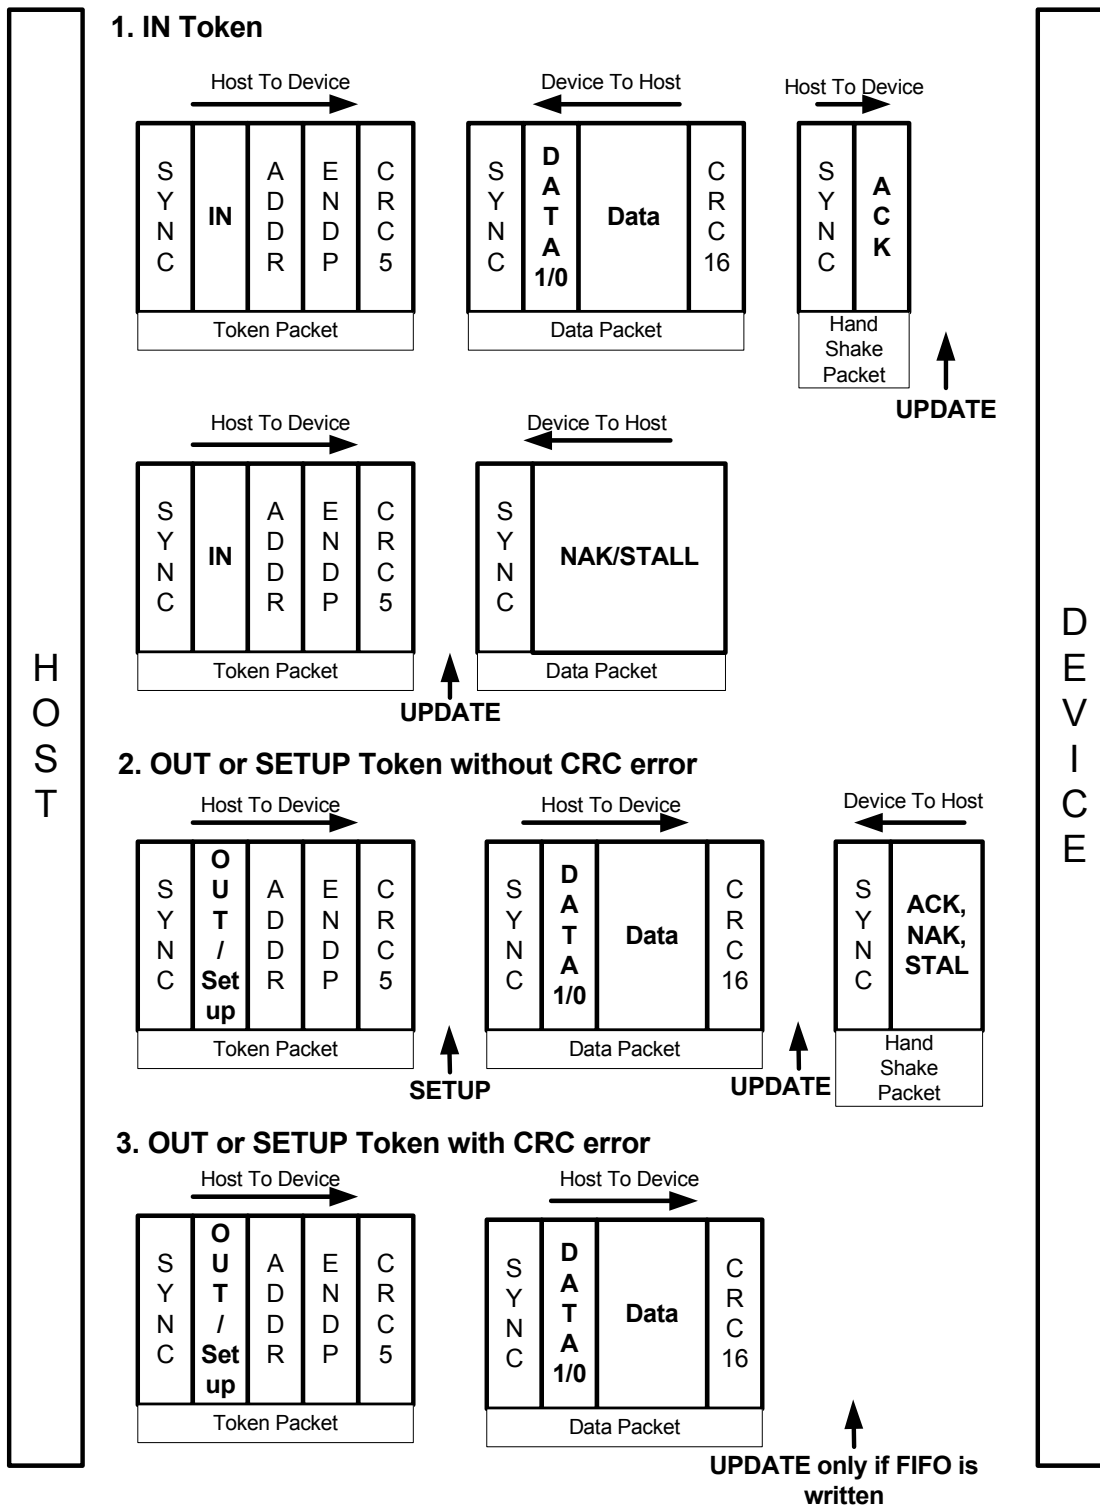 1. IN Token
Host To Device
Device To Host
Host To Device
SYNC
IN
ADDR
ENDP
CRC5
SYNC
DATA1/0
Data
CRC16
SYNC
ACK
Token Packet
Data Packet
Hand
Shake
Packet
UPDATE
Host To Device
Device To Host
SYNC
IN
ADDR
ENDP
CRC5
SYNC
NAK/STALL
Token Packet
Data Packet
UPDATE
HOST
DEVICE
2. OUT or SETUP Token without CRC error
Host To Device
Host To Device
Device To Host
SYNC
OUT/Setup
ADDR
ENDP
CRC5
SYNC
DATA1/0
Data
CRC16
SYNC
ACK,
NAK,
STAL
Token Packet
Data Packet
Hand
Shake
Packet
SETUP
UPDATE
3. OUT or SETUP Token with CRC error
Host To Device
Host To Device
SYNC
OUT/Setup
ADDR
ENDP
CRC5
SYNC
DATA1/0
Data
CRC16
Token Packet
Data Packet
UPDATE only if FIFO is
written